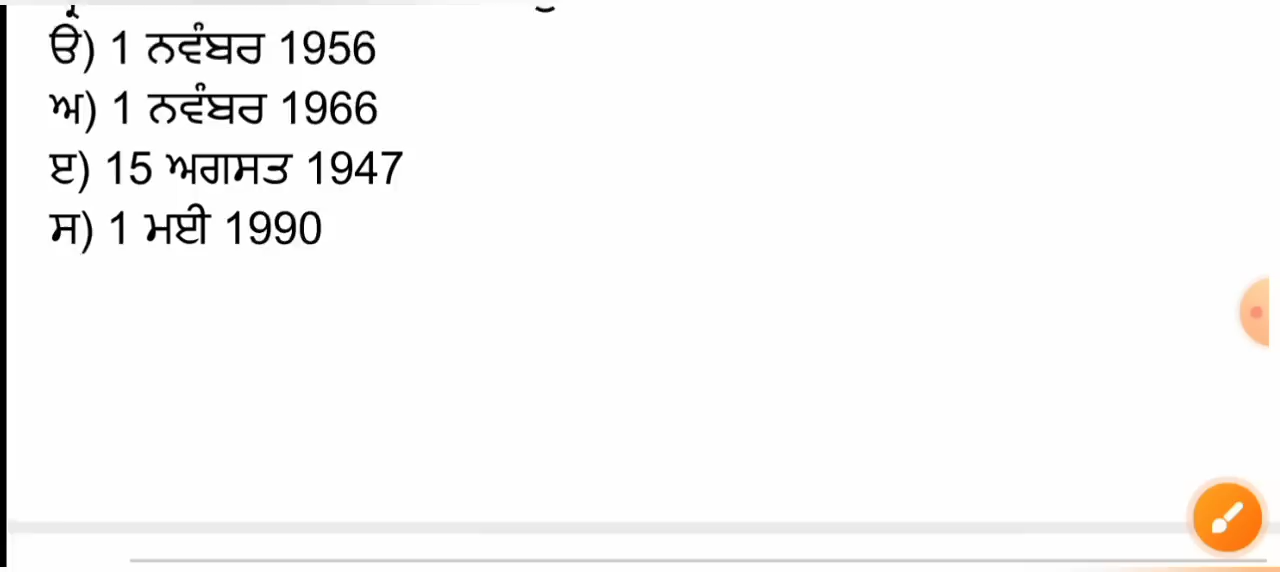 ੳ) 1 ਨਵੰਬਰ 1956
ਅ) 1 ਨਵੰਬਰ 1966
ੲ) 15 ਅਗਸਤ 1947
ਸ) 1 ਮਈ 1990